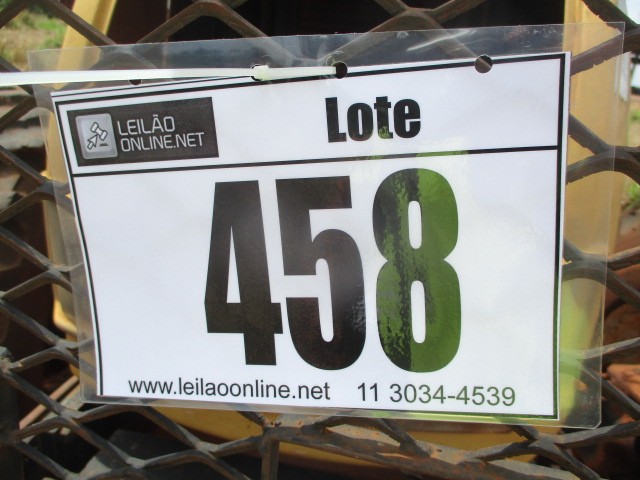 LEILÃO
ONLINE.NET
Lote
458
www.leilaoonline.net 11 3034-4539